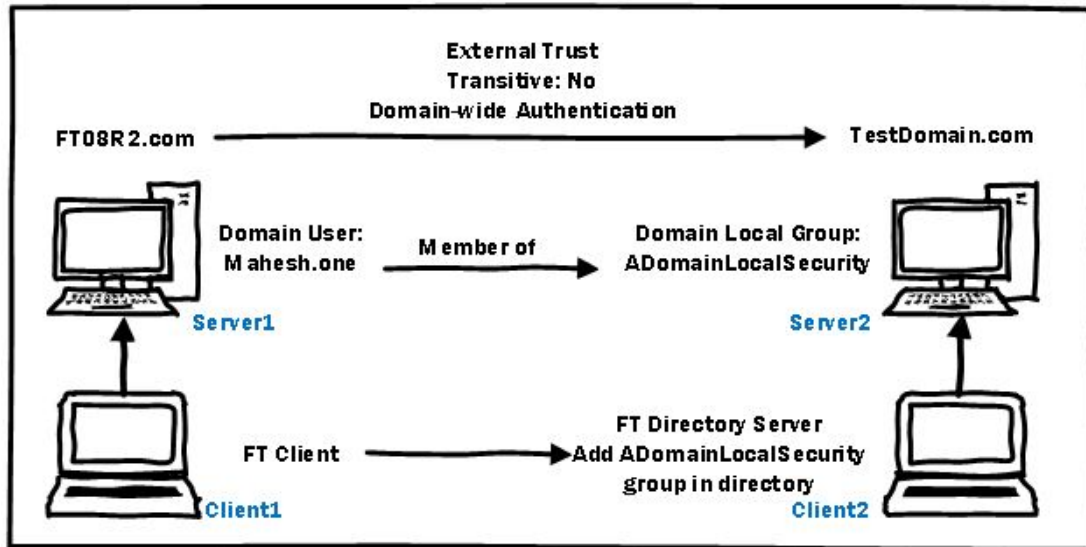 External Trust
Transitive: No
Domain-wide Authentication
FT08R2.com
TestDomain.com
Domain User:
Mahesh.one
Member of
Domain Local Group:
ADomainLocalSecurity
Server1
Server2
FT Client
FT Directory Server
Add ADomainLocalSecurity
group in directory
Client1
Client2